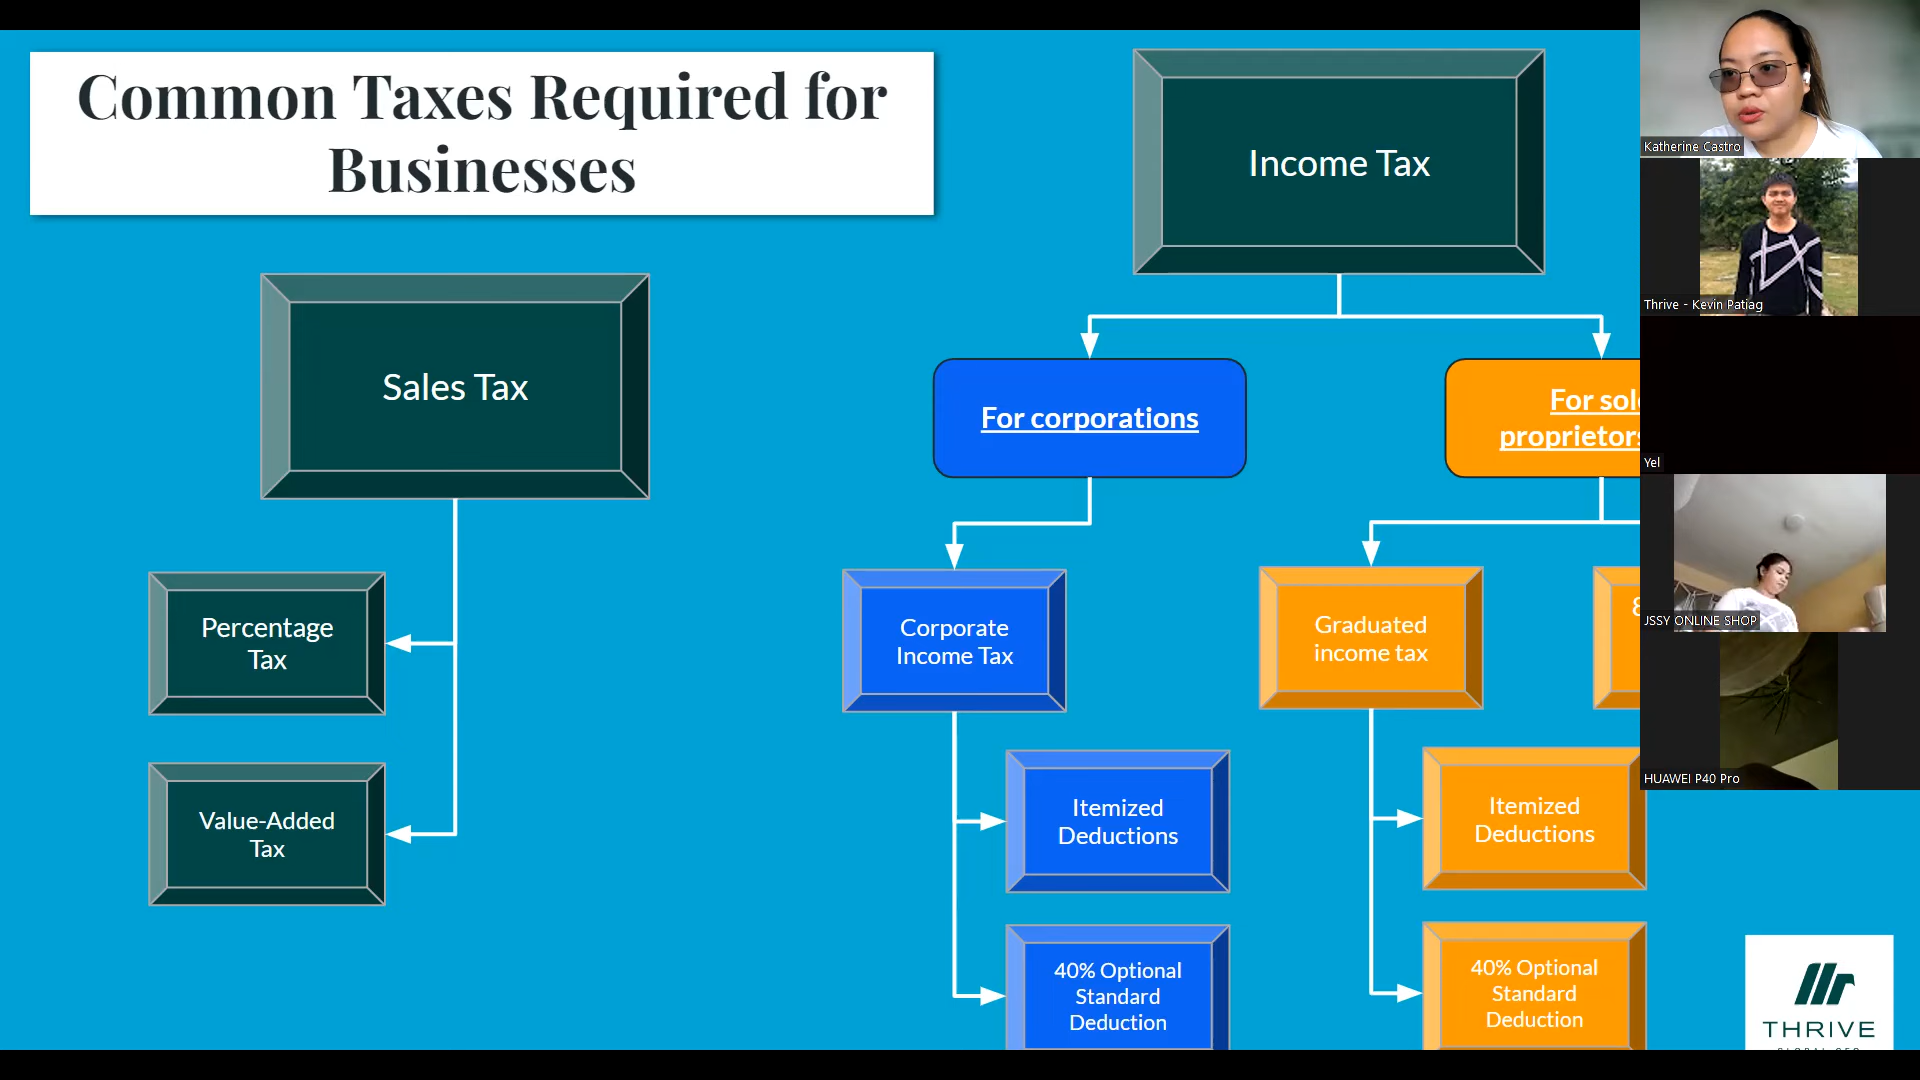 Common Taxes Required for
Businesses
Income Tax
Sales Tax
For corporations
For sol
proprietors
Percentage
Tax
Value-Added
Tax
Corporate
Income Tax
Graduated
income tax
Itemized
Deductions
Itemized
Deductions
40% Optional
Standard
Deduction
40% Optional
Standard
Deduction
Katherine Castro
Thrive - Kevin Patiag
Yel
JSSY ONLINE SHOP
HUAWEI P40 Pro
THRIVE